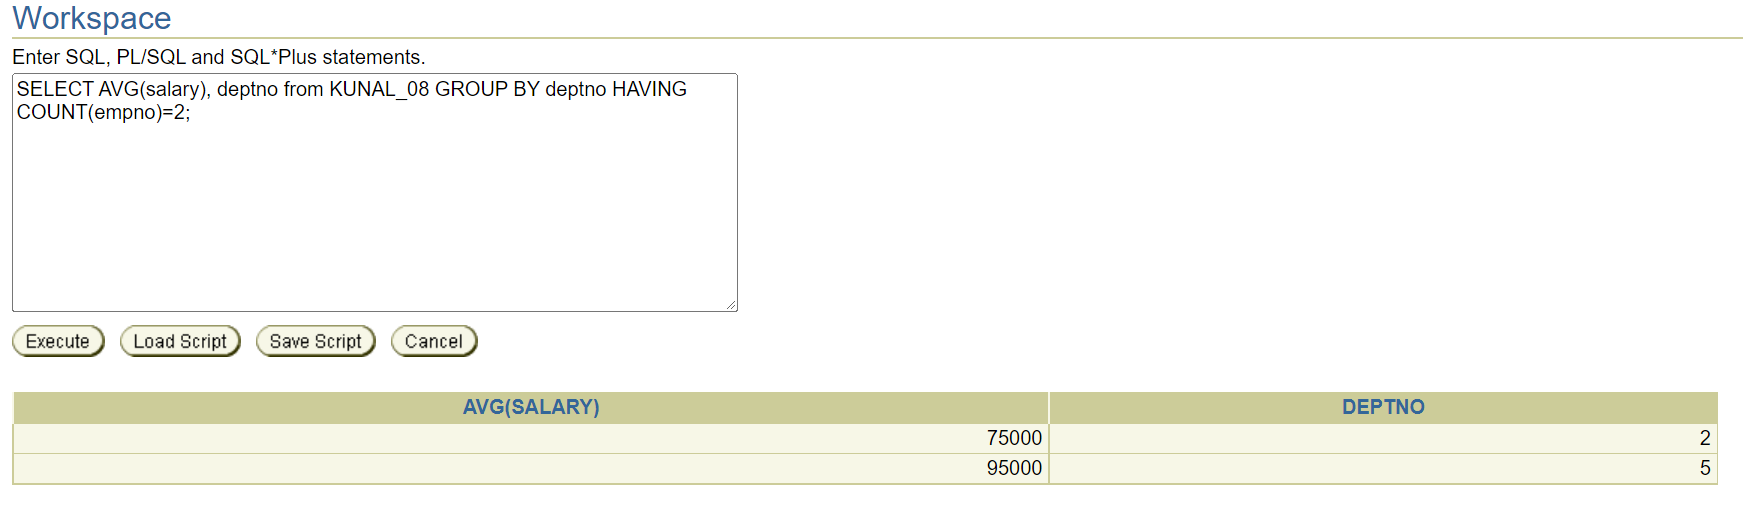 Workspace
Enter SQL, PL/SQL and SQL*Plus statements.
SELECT AVG(salary), deptno from KUNAL_08 GROUP BY deptno HAVING
COUNT(empno)=2;
Execute Load Script Save Script Cancel
AVG(SALARY) DEPTNO
75000 2
95000 5